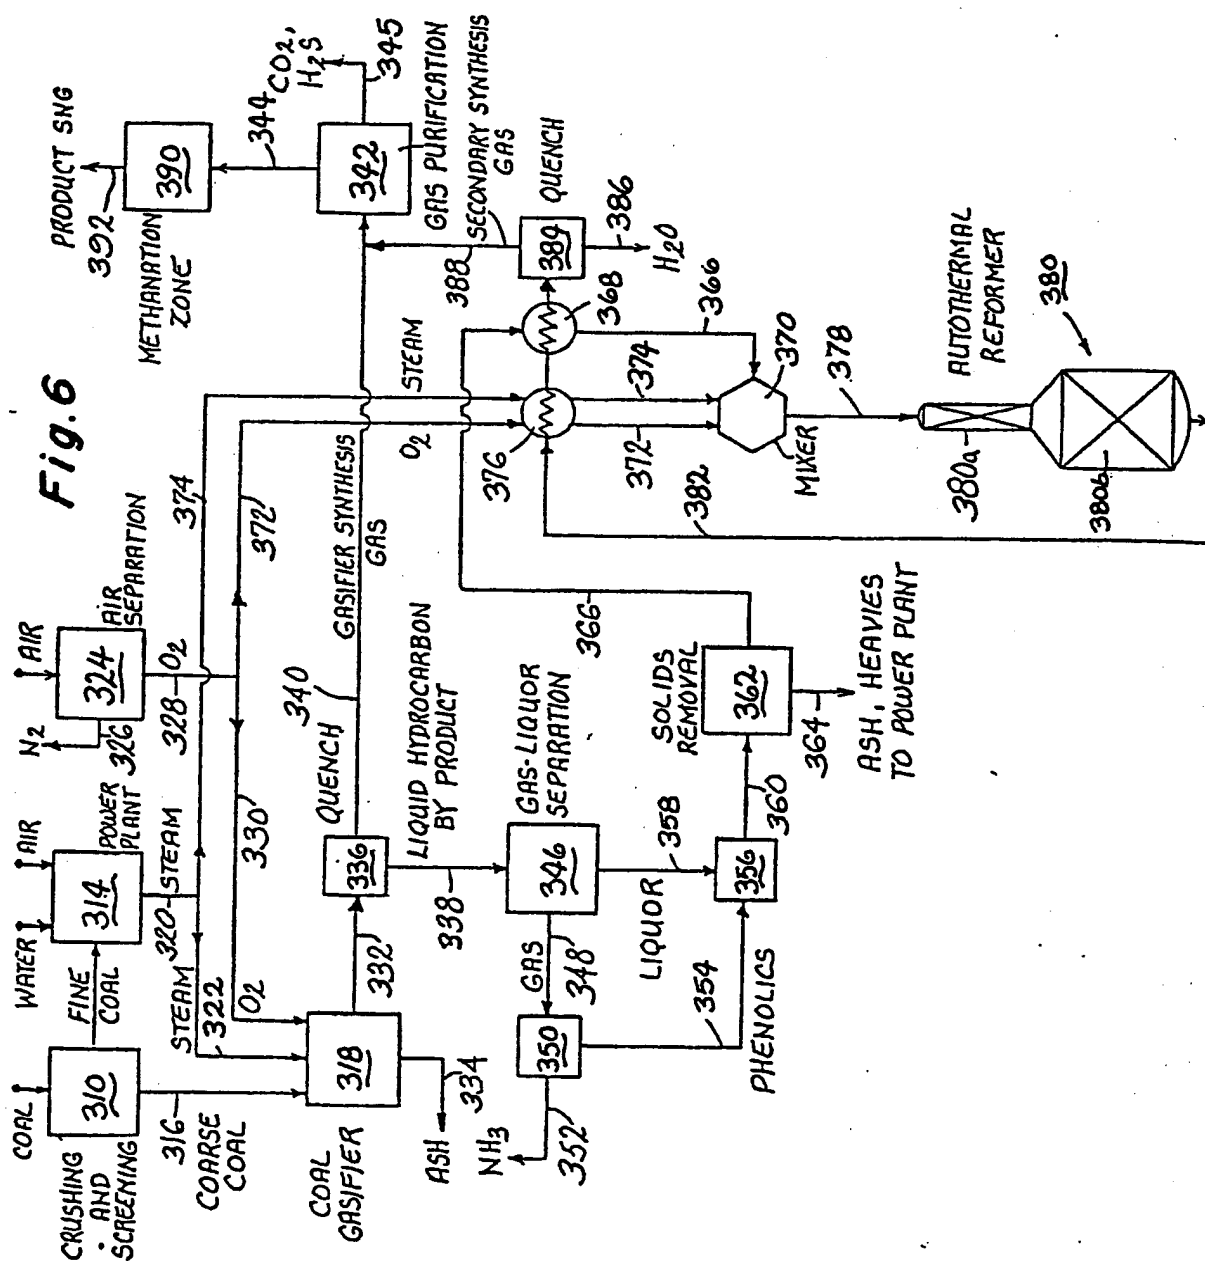 Fig. 6
COAL
CRUSHING
AND
SCREENING
310
FINE
COAL
WATER
AIR
314
POWER
PLANT
N2
AIR
324
AIR
SEPARATION
326
316
COARSE
COAL
320
STEAM
STEAM
322
328
O2
O2
330
374
372
COAL
GASIFIER
318
ASH
334
332
336
QUENCH
340
GASIFIER SYNTHESIS
GAS
338
LIQUID HYDROCARBON
BY PRODUCT
GAS-LIQUOR
SEPARATION
346
GAS
348
350
NH3
352
LIQUOR
358
354
PHENOLICS
356
360
SOLIDS
REMOVAL
362
364
ASH, HEAVIES
TO POWER PLANT
366
O2
STEAM
376
368
372
374
366
382
MIXER
370
378
AUTOTHERMAL
REFORMER
380
380a
380b
384
QUENCH
386
H2O
388
SECONDARY SYNTHESIS
GAS
GAS PURIFICATION
342
344
CO2,
H2S
345
METHANATION
ZONE
390
392
PRODUCT SNG